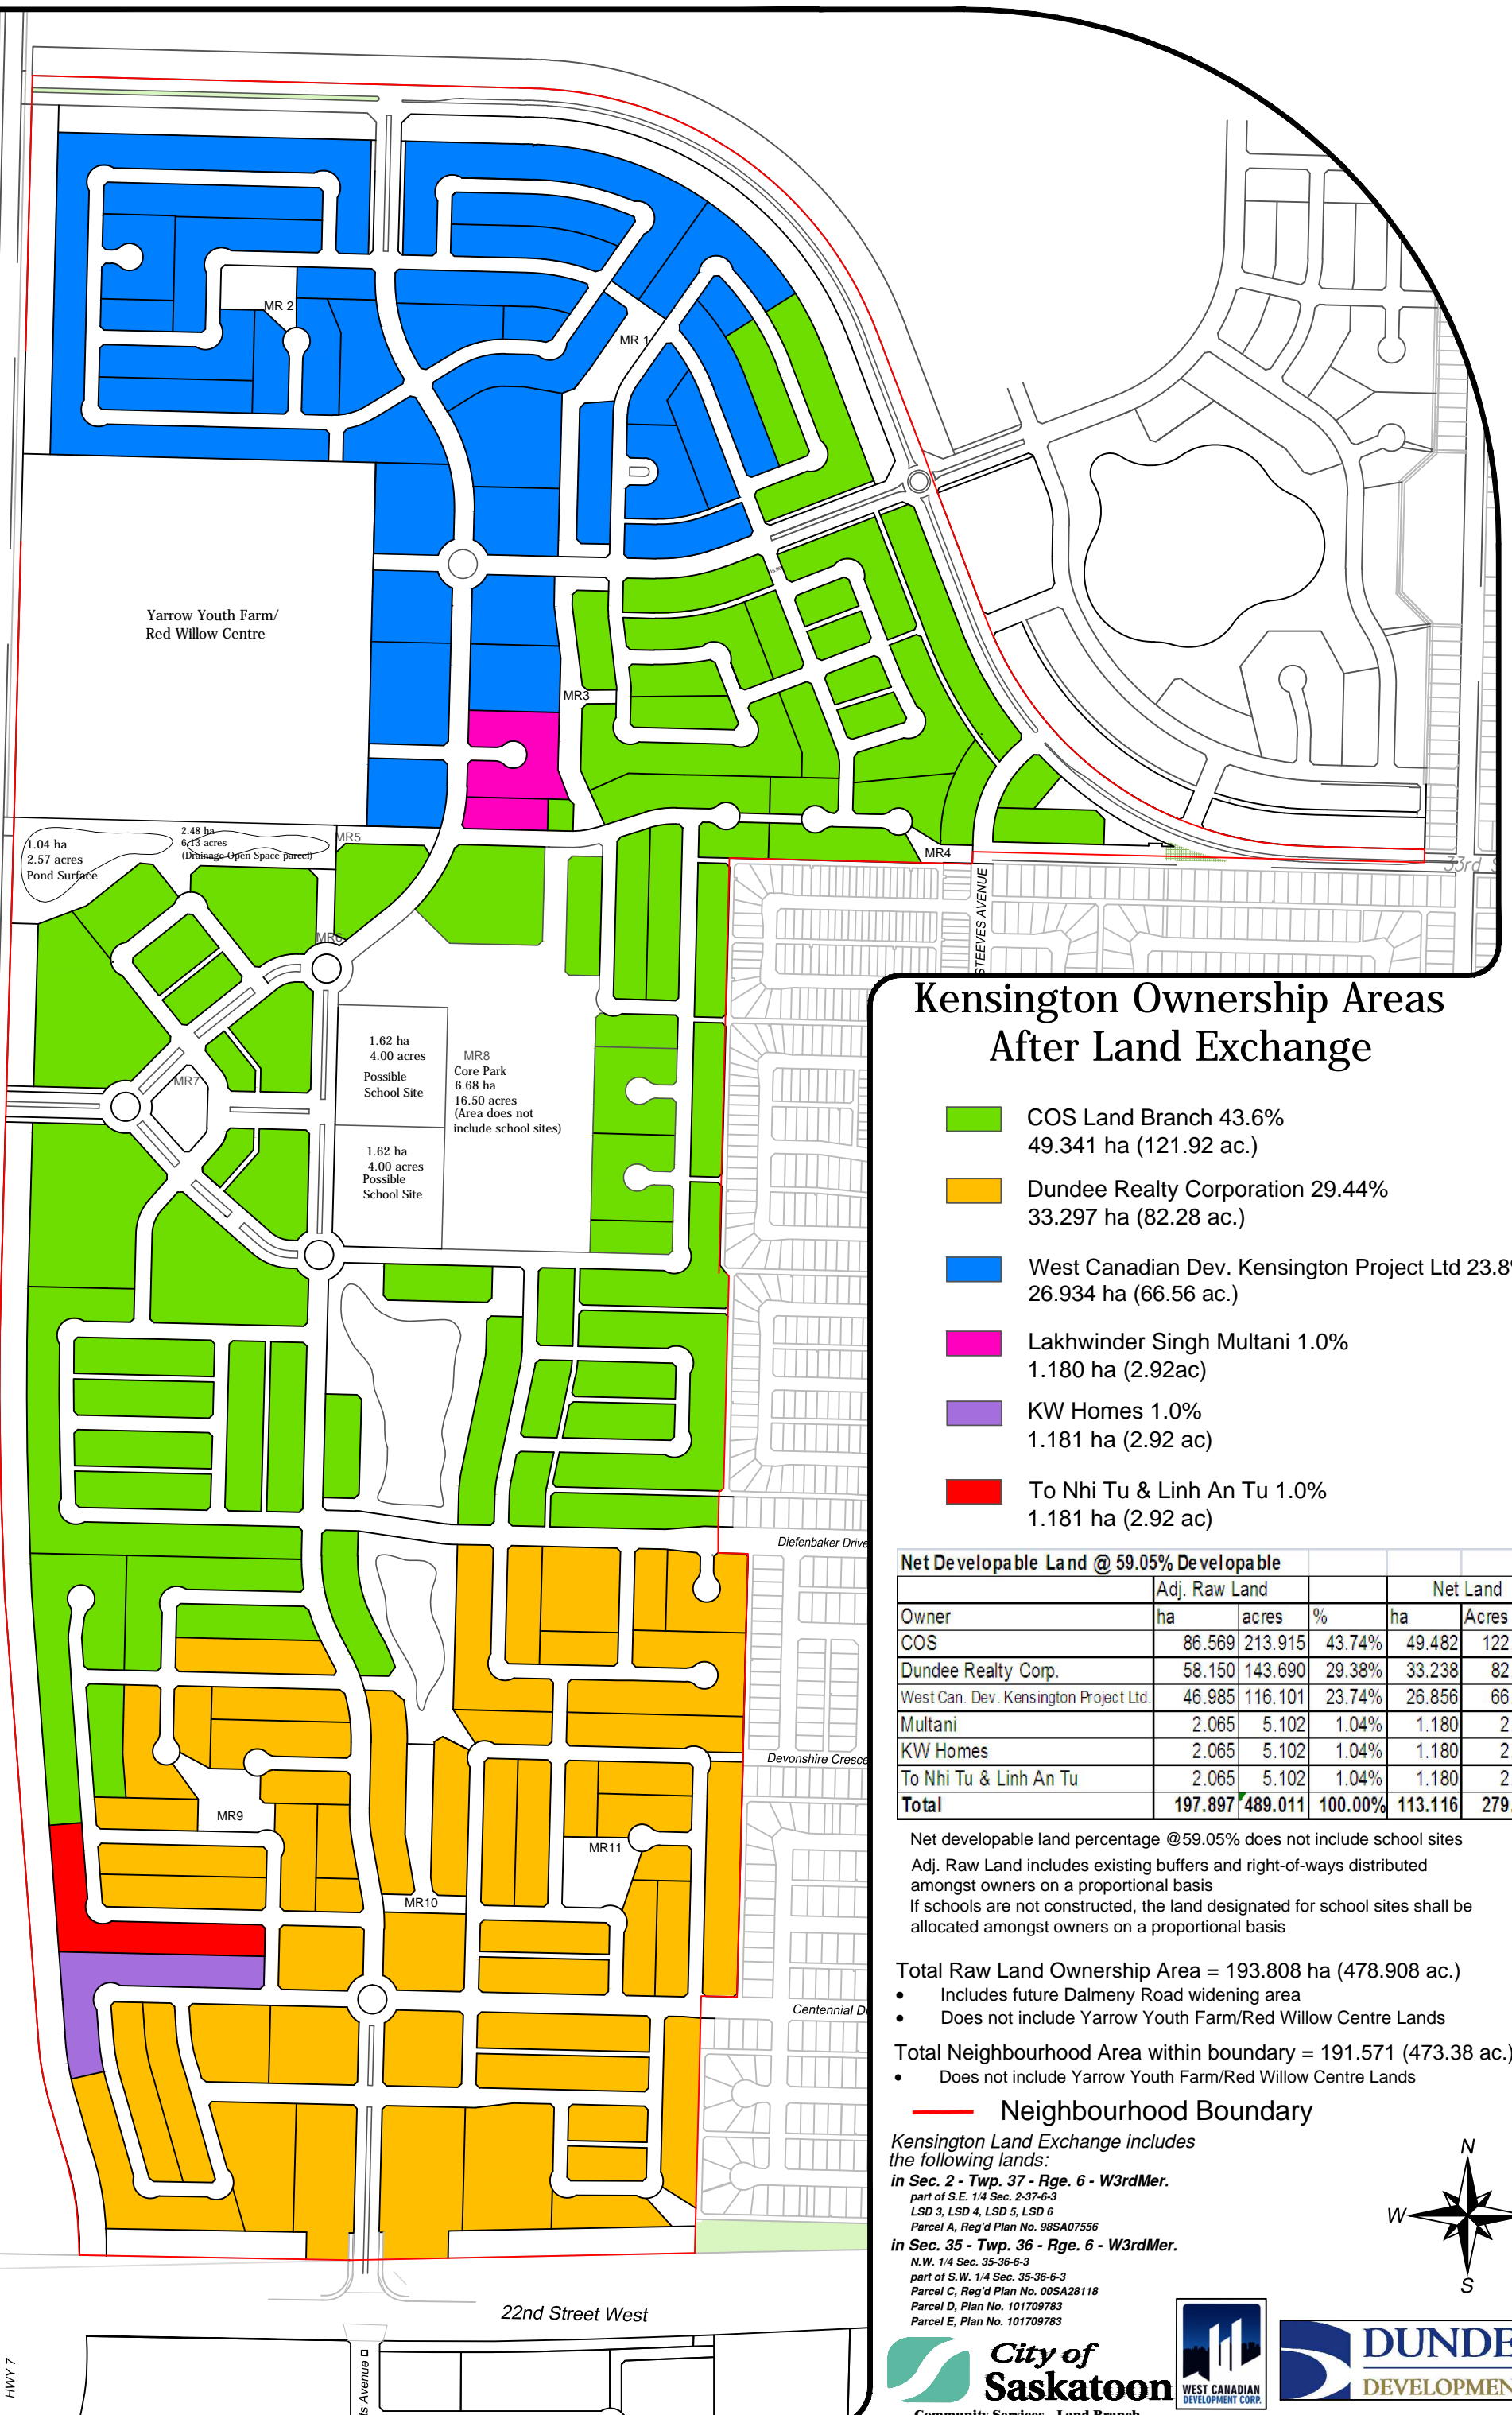 MR 2
MR 1
Yarrow Youth Farm/
Red Willow Centre
MR3
1.04 ha
2.57 acres
Pond Surface
2.48 ha
6.13 acres
(Drainage Open Space parcel)
MR5
MR4
33rd
STEEVES AVENUE
MR6
1.62 ha
4.00 acres
Possible
School Site
MR8
Core Park
6.68 ha
16.50 acres
(Area does not
include school sites)
MR7
1.62 ha
4.00 acres
Possible
School Site
Diefenbaker Drive
Devonshire Cresce
MR9
MR11
MR10
Centennial D
22nd Street West
HWY 7
ts Avenue
Kensington Ownership Areas
After Land Exchange
COS Land Branch 43.6%
49.341 ha (121.92 ac.)
Dundee Realty Corporation 29.44%
33.297 ha (82.28 ac.)
West Canadian Dev. Kensington Project Ltd 23.8
26.934 ha (66.56 ac.)
Lakhwinder Singh Multani 1.0%
1.180 ha (2.92ac)
KW Homes 1.0%
1.181 ha (2.92 ac)
To Nhi Tu & Linh An Tu 1.0%
1.181 ha (2.92 ac)
Net Developable Land @ 59.05% Developable
Adj. Raw Land Net Land
Owner ha acres % ha Acres
COS 86.569 213.915 43.74% 49.482 122
Dundee Realty Corp. 58.150 143.690 29.38% 33.238 82
West Can. Dev. Kensington Project Ltd. 46.985 116.101 23.74% 26.856 66
Multani 2.065 5.102 1.04% 1.180 2
KW Homes 2.065 5.102 1.04% 1.180 2
To Nhi Tu & Linh An Tu 2.065 5.102 1.04% 1.180 2
Total 197.897 489.011 100.00% 113.116 279
Net developable land percentage @59.05% does not include school sites
Adj. Raw Land includes existing buffers and right-of-ways distributed
amongst owners on a proportional basis
If schools are not constructed, the land designated for school sites shall be
allocated amongst owners on a proportional basis
Total Raw Land Ownership Area = 193.808 ha (478.908 ac.)
• Includes future Dalmeny Road widening area
• Does not include Yarrow Youth Farm/Red Willow Centre Lands
Total Neighbourhood Area within boundary = 191.571 (473.38 ac.)
• Does not include Yarrow Youth Farm/Red Willow Centre Lands
Neighbourhood Boundary
Kensington Land Exchange includes
the following lands:
in Sec. 2 - Twp. 37 - Rge. 6 - W3rdMer.
part of S.E. 1/4 Sec. 2-37-6-3
LSD 3, LSD 4, LSD 5, LSD 6
Parcel A, Reg'd Plan No. 98SA07556
in Sec. 35 - Twp. 36 - Rge. 6 - W3rdMer.
N.W. 1/4 Sec. 35-36-6-3
part of S.W. 1/4 Sec. 35-36-6-3
Parcel C, Reg'd Plan No. 00SA28118
Parcel D, Plan No. 101709783
Parcel E, Plan No. 101709783
N
W
S
City of
Saskatoon
Community Services - Land Branch
WEST CANADIAN
DEVELOPMENT CORP.
DUNDE
DEVELOPMEN